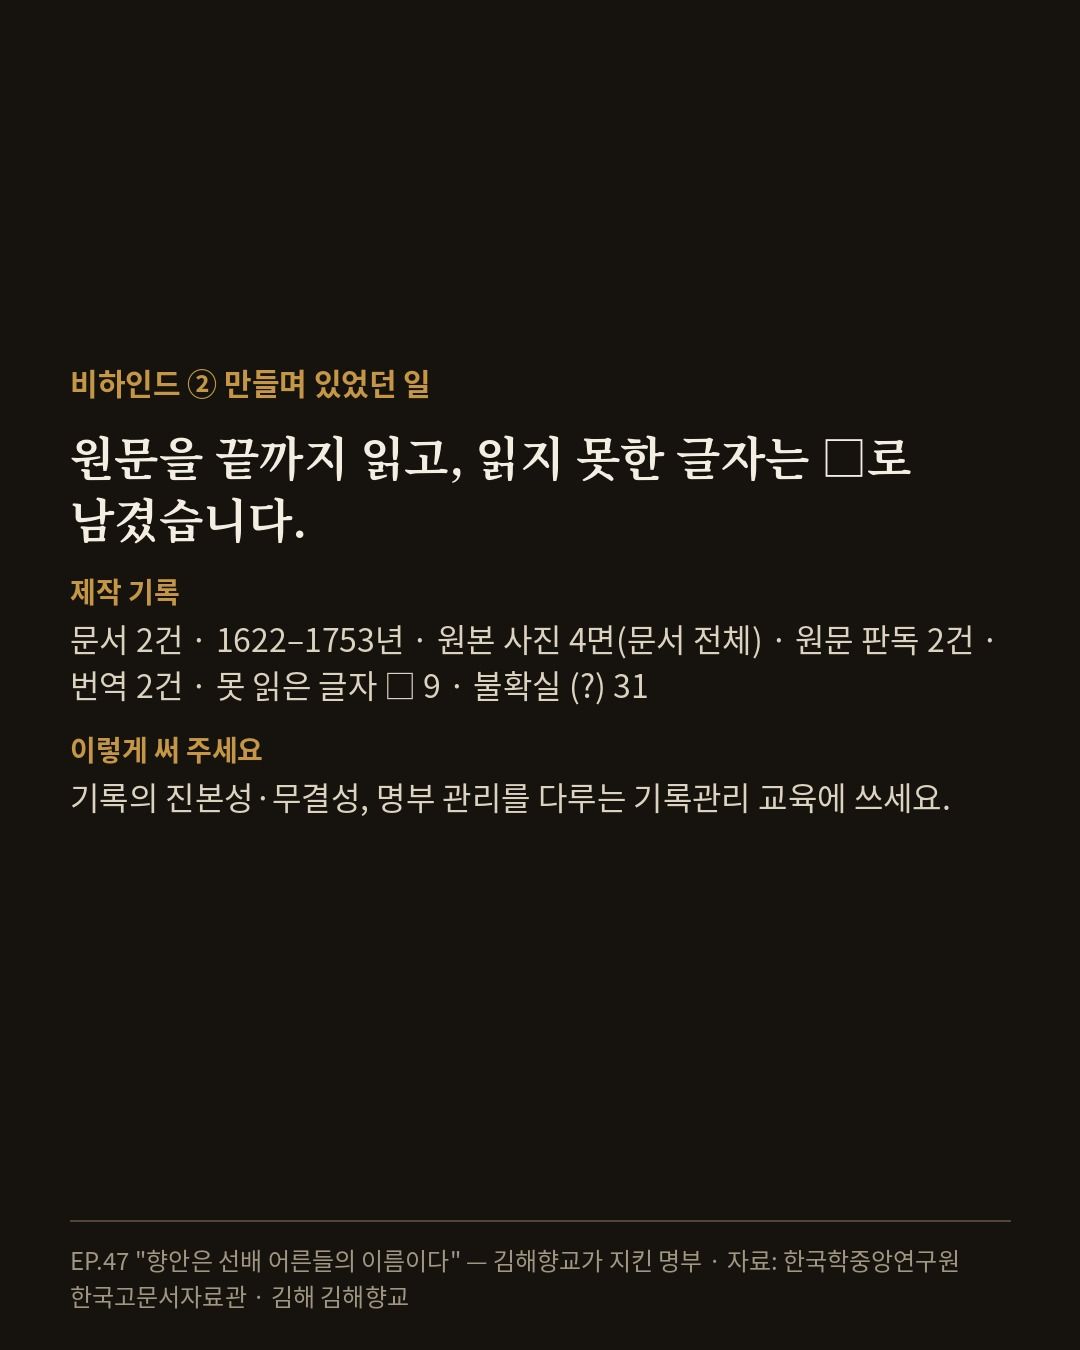 비하인드 ② 만들며 있었던 일
원문을 끝까지 읽고, 읽지 못한 글자는 □로
남겼습니다.
제작 기록
문서 2건 · 1622–1753년 · 원본 사진 4면(문서 전체) · 원문 판독 2건 ·
번역 2건 · 못 읽은 글자 □ 9 · 불확실 (?) 31
이렇게 써 주세요
기록의 진본성·무결성, 명부 관리를 다루는 기록관리 교육에 쓰세요.
EP.47 "향안은 선배 어른들의 이름이다" — 김해향교가 지킨 명부 · 자료: 한국학중앙연구원
한국고문서자료관 · 김해 김해향교